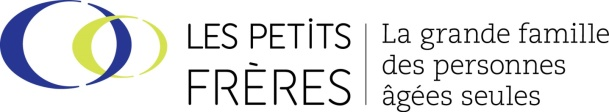 LES PETITS
FRÈRES
La grande famille
des personnes
âgées seules